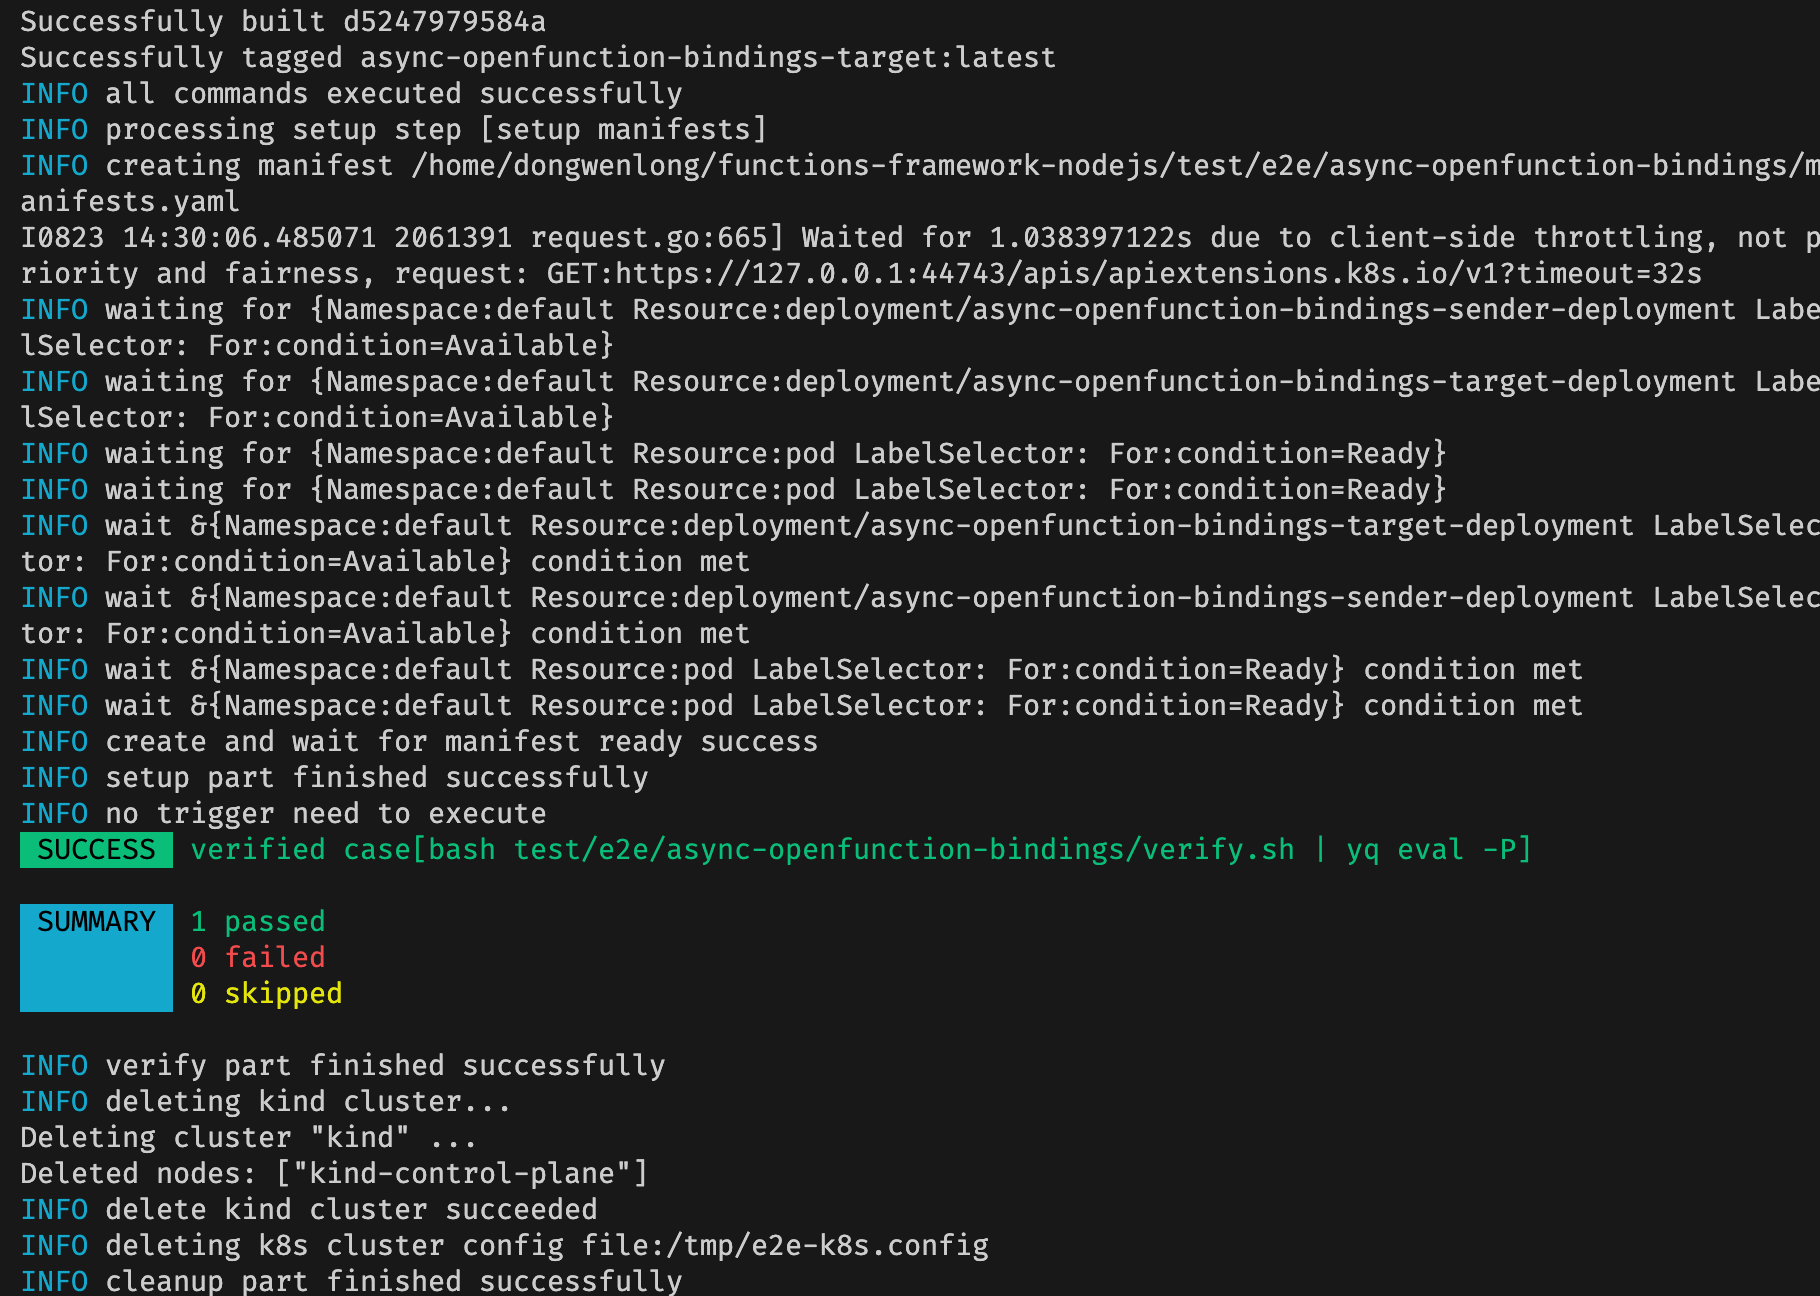 Successfully built d5247979584a
Successfully tagged async-openfunction-bindings-target:latest
INFO all commands executed successfully
INFO processing setup step [setup manifests]
INFO creating manifest /home/dongwenlong/functions-framework-nodejs/test/e2e/async-openfunction-bindings/m
anifests.yaml
I0823 14:30:06.485071 2061391 request.go:665] Waited for 1.038397122s due to client-side throttling, not p
riority and fairness, request: GET:https://127.0.0.1:44743/apis/apiextensions.k8s.io/v1?timeout=32s
INFO waiting for {Namespace:default Resource:deployment/async-openfunction-bindings-sender-deployment Labe
lSelector: For:condition=Available}
INFO waiting for {Namespace:default Resource:deployment/async-openfunction-bindings-target-deployment Labe
lSelector: For:condition=Available}
INFO waiting for {Namespace:default Resource:pod LabelSelector: For:condition=Ready}
INFO waiting for {Namespace:default Resource:pod LabelSelector: For:condition=Ready}
INFO wait &{Namespace:default Resource:deployment/async-openfunction-bindings-target-deployment LabelSelec
tor: For:condition=Available} condition met
INFO wait &{Namespace:default Resource:deployment/async-openfunction-bindings-sender-deployment LabelSelec
tor: For:condition=Available} condition met
INFO wait &{Namespace:default Resource:pod LabelSelector: For:condition=Ready} condition met
INFO wait &{Namespace:default Resource:pod LabelSelector: For:condition=Ready} condition met
INFO create and wait for manifest ready success
INFO setup part finished successfully
INFO no trigger need to execute
SUCCESS verified case[bash test/e2e/async-openfunction-bindings/verify.sh | yq eval -P]
SUMMARY 1 passed
0 failed
0 skipped
INFO verify part finished successfully
INFO deleting kind cluster...
Deleting cluster "kind" ...
Deleted nodes: ["kind-control-plane"]
INFO delete kind cluster succeeded
INFO deleting k8s cluster config file:/tmp/e2e-k8s.config
INFO cleanup part finished successfully